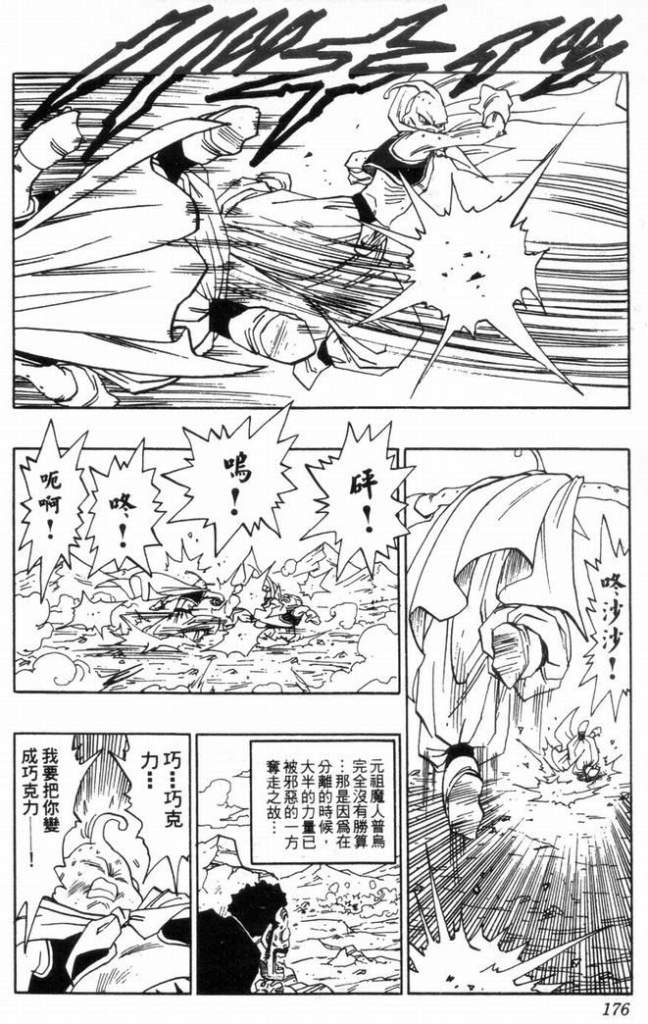 砰！
嗚！
咚！
呃啊！
咚沙沙！
元祖魔人普烏
完全沒有勝算
…那是因為在
分離的時候，
大半的力量已
被邪惡的一方
奪走之故…
巧…巧克
力…
我要把你變
成巧克力——！
176